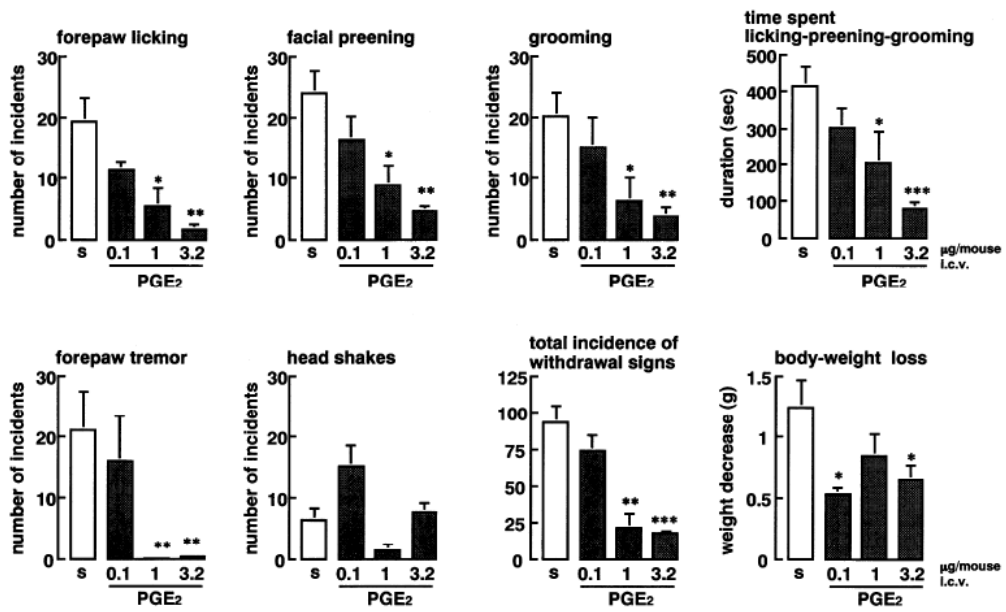 forepaw licking
number of incidents
30
20
10
0
*
**
s 0.1 1 3.2
PGE2
facial preening
number of incidents
30
20
10
0
*
**
s 0.1 1 3.2
PGE2
grooming
number of incidents
30
20
10
0
*
**
s 0.1 1 3.2
PGE2
time spent
licking-preening-grooming
duration (sec)
500
400
300
200
100
0
*
***
s 0.1 1 3.2 μg/mouse
i.c.v.
PGE2
forepaw tremor
number of incidents
30
20
10
0
** **
s 0.1 1 3.2
PGE2
head shakes
number of incidents
30
20
10
0
s 0.1 1 3.2
PGE2
total incidence of
withdrawal signs
number of incidents
125
100
75
50
25
0
** ***
s 0.1 1 3.2
PGE2
body-weight loss
weight decrease (g)
1.5
1
0.5
0
* *
s 0.1 1 3.2 μg/mouse
i.c.v.
PGE2